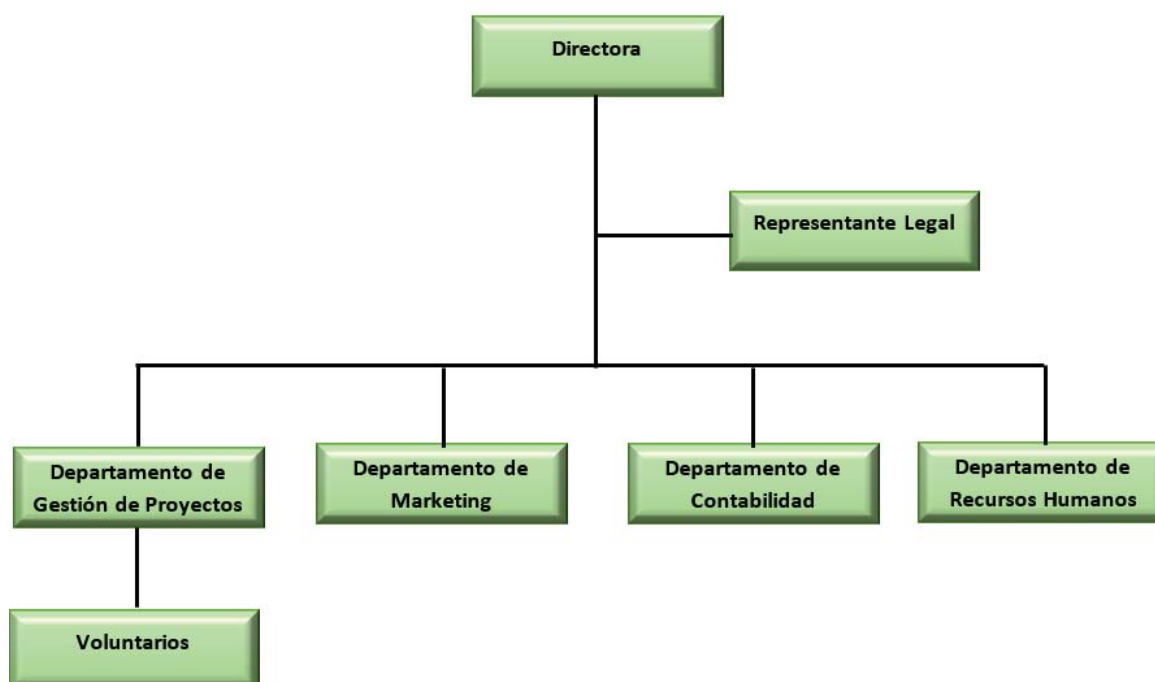 Directora
Representante Legal
Departamento de
Gestión de Proyectos
Departamento de
Marketing
Departamento de
Contabilidad
Departamento de
Recursos Humanos
Voluntarios